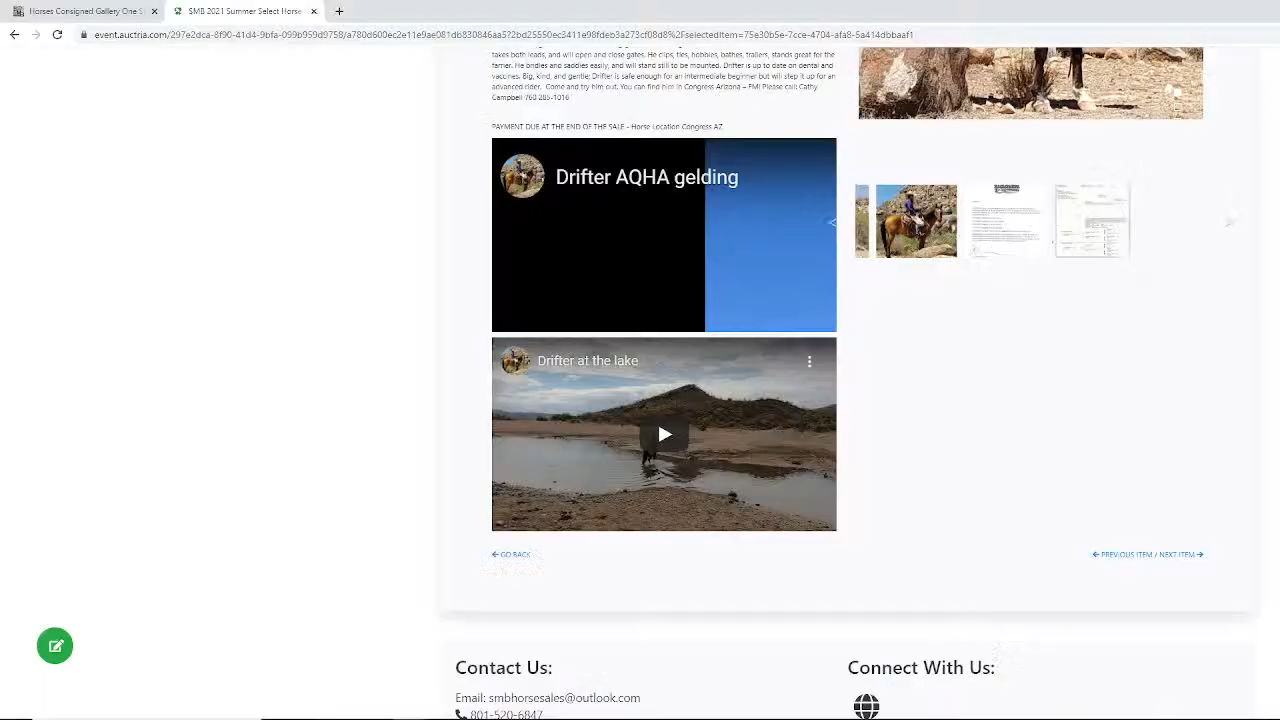 Horses Consigned Gallery One S
SMB 2021 Summer Select Horse
event.auctria.com/297e2dca-8f90-41d4-9bfa-099b959d9758/a780d600ec2e11e9ae081db830846aa5?2bd25550ec3411e98fde29a273cf08d8%2FselectedItem=75e30b5e-7cce-4704-afa8-5a414dbbaaf1
takes both leads, and will open and close gates. He clips, ties, hobbies, bathes, trailers, stands great for the
farrier. He bridles and saddles easily, and will stand still to be mounted. Drifter is up to date on dental and
vaccines. Big, kind, and gentle; Drifter is safe enough for an intermediate beginner but will step it up for an
advanced rider. Come and try him out. You can find him in Congress Arizona – FMI Please call Cathy
Campbell 760 285-1016
PAYMENT DUE AT THE END OF THE SALE - Horse Location Congress AZ
Drifter AQHA gelding
Drifter at the lake
GO BACK
PREVIOUS ITEM / NEXT ITEM
Contact Us:
Connect With Us:
Email: smbhorsesales@outlook.com
801-520-6847